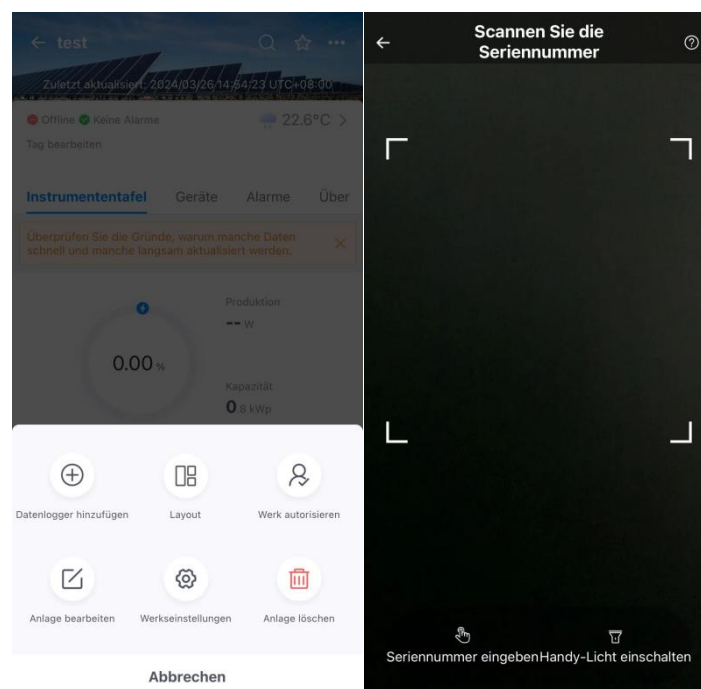 test
Zuletzt aktualisiert: 2024/03/26 14:54:23 UTC+08:00
Offline Keine Alarme 22.6°C
Tag bearbeiten
Instrumententafel Geräte Alarme Über
Überprüfen Sie die Gründe, warum manche Daten
schnell und manche langsam aktualisiert werden.
Produktion
-- W
0.00 %
Kapazität
0.8 kWp
Datenlogger hinzufügen Layout Werk autorisieren
Anlage bearbeiten Werkseinstellungen Anlage löschen
Abbrechen
Scannen Sie die
Seriennummer
Seriennummer eingeben Handy-Licht einschalten